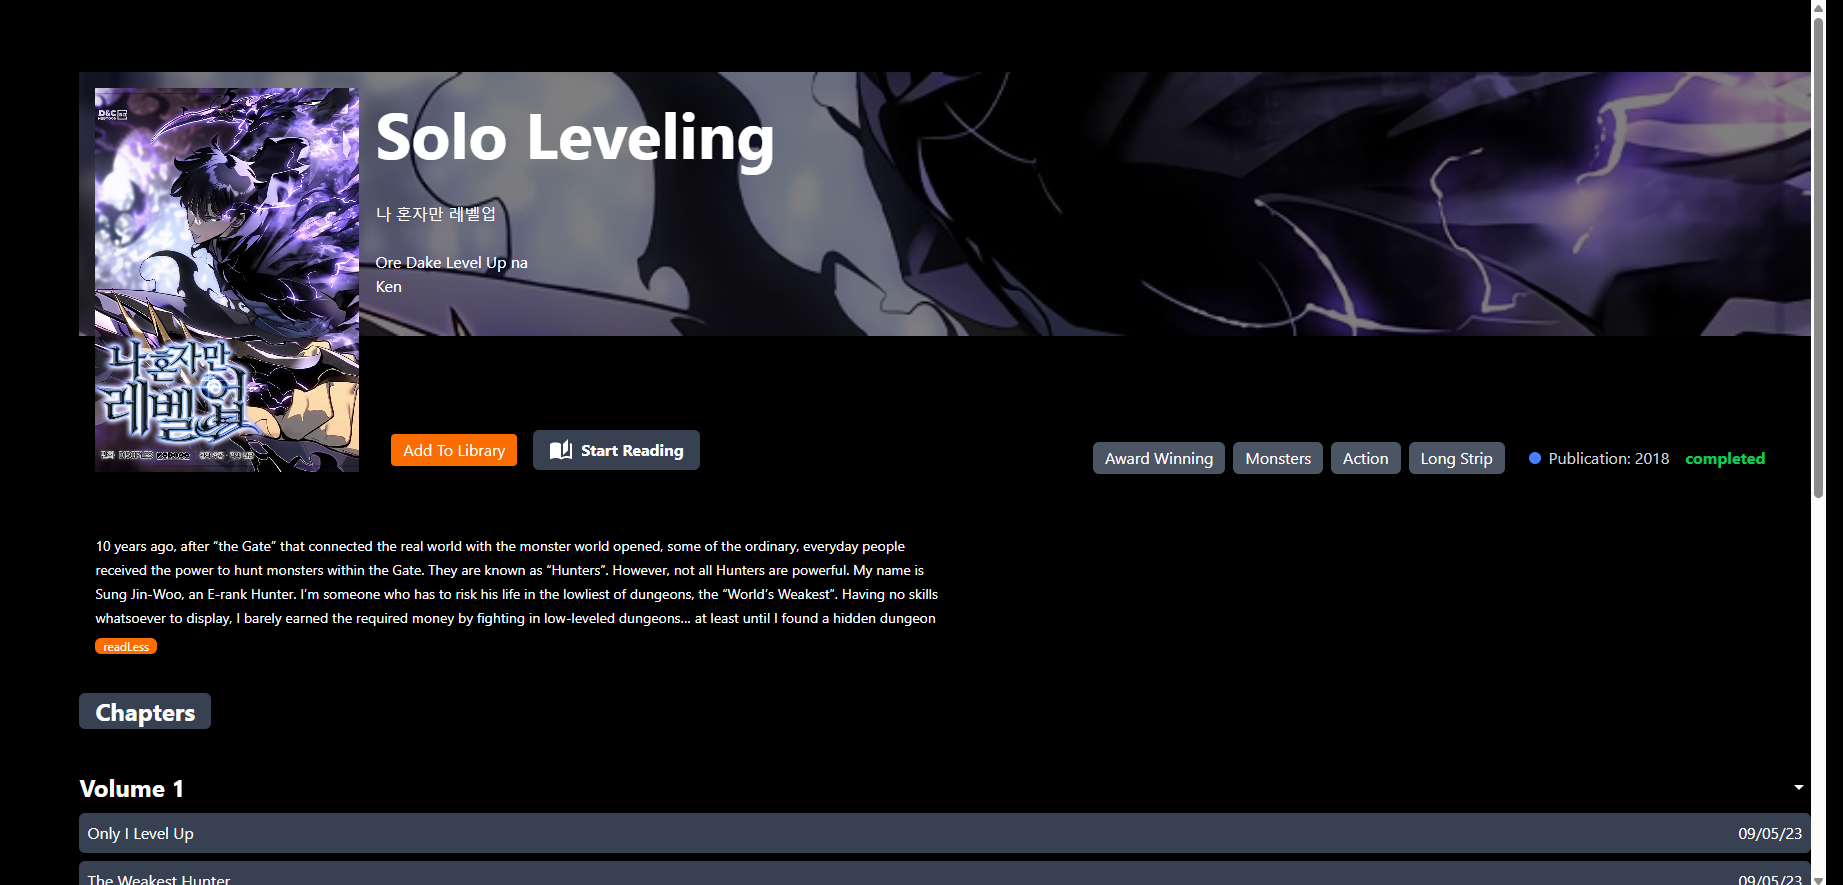 D&C
Solo Leveling
나 혼자만 레벨업
Ore Dake Level Up na
Ken
나 혼자만
레벨업
Add To Library
Start Reading
Award Winning
Monsters
Action
Long Strip
Publication: 2018
completed
10 years ago, after “the Gate” that connected the real world with the monster world opened, some of the ordinary, everyday people
received the power to hunt monsters within the Gate. They are known as “Hunters”. However, not all Hunters are powerful. My name is
Sung Jin-Woo, an E-rank Hunter. I’m someone who has to risk his life in the lowliest of dungeons, the “World’s Weakest”. Having no skills
whatsoever to display, I barely earned the required money by fighting in low-leveled dungeons… at least until I found a hidden dungeon
readLess
Chapters
Volume 1
Only I Level Up 09/05/23
The Weakest Hunter 09/05/23